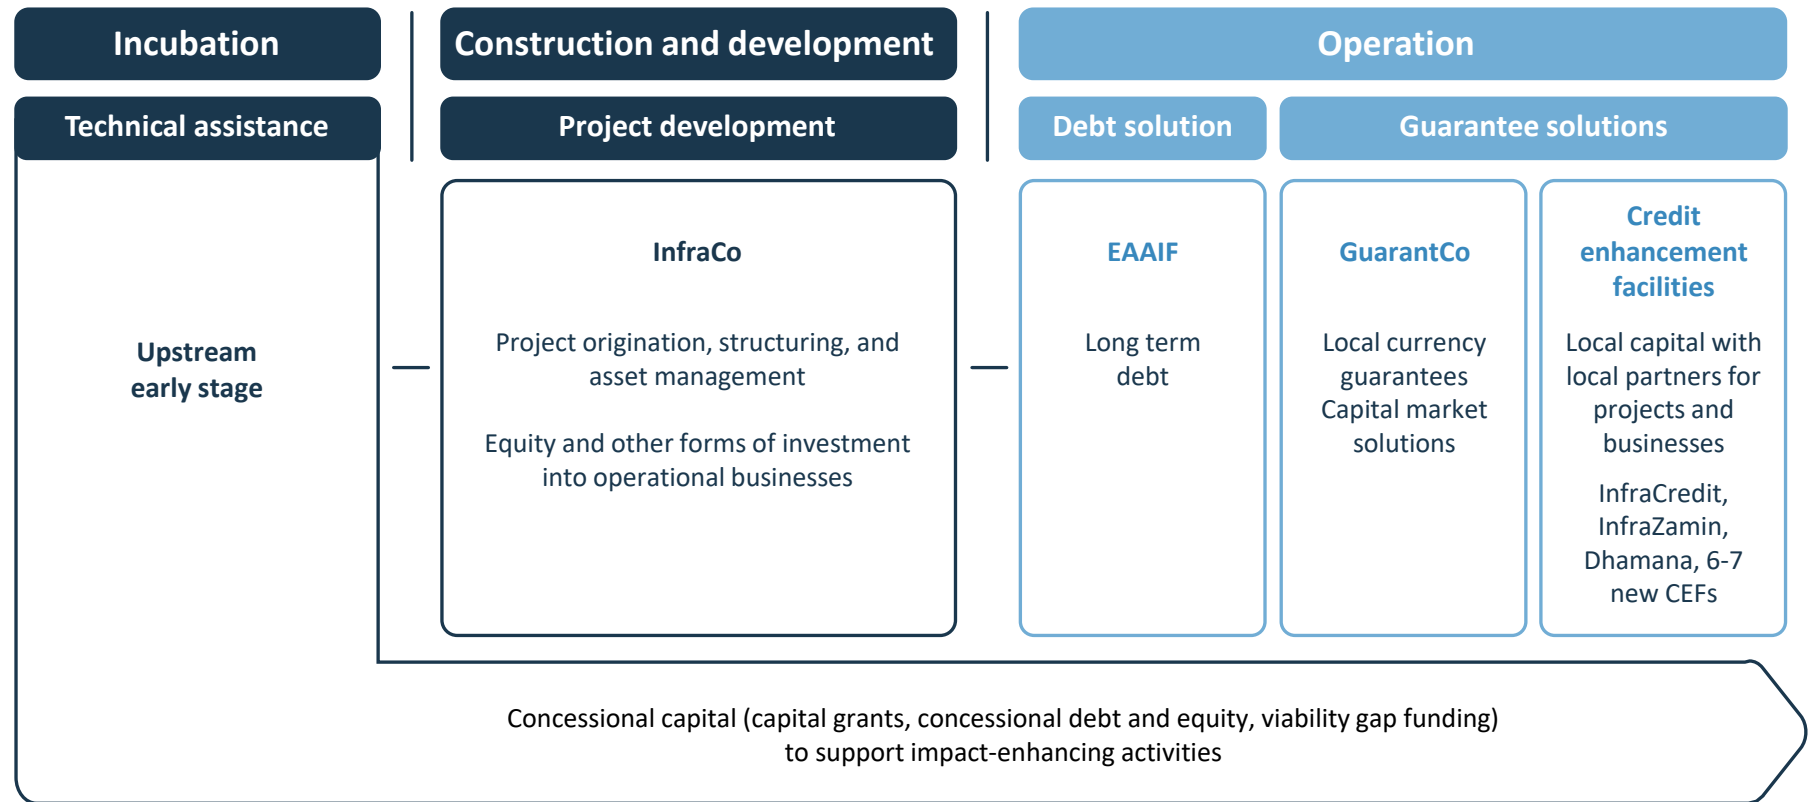 Incubation
Construction and development
Operation
Technical assistance
Project development
Debt solution
Guarantee solutions
Upstream
early stage
InfraCo
Project origination, structuring, and
asset management
Equity and other forms of investment
into operational businesses
EAAIF
Long term
debt
GuarantCo
Local currency
guarantees
Capital market
solutions
Credit
enhancement
facilities
Local capital with
local partners for
projects and
businesses
InfraCredit,
InfraZamin,
Dhamana, 6-7
new CEFs
Concessional capital (capital grants, concessional debt and equity, viability gap funding)
to support impact-enhancing activities